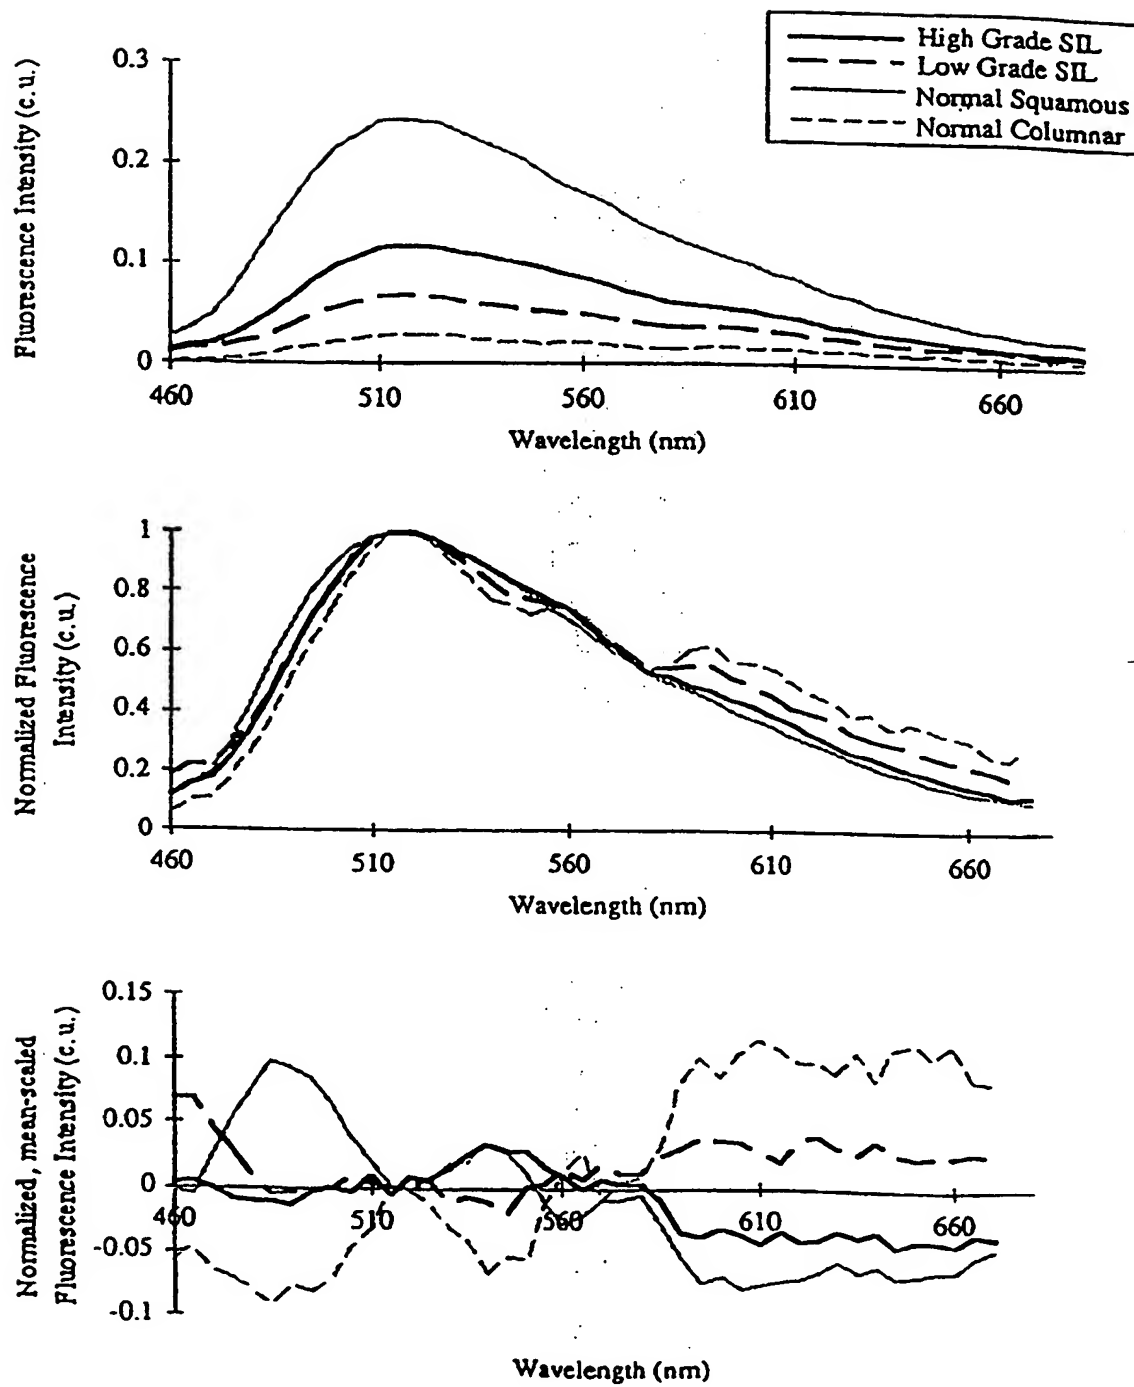 High Grade SIL
Low Grade SIL
Normal Squamous
Normal Columnar
Fluorescence Intensity (c.u.)
0.3
0.2
0.1
0
460 510 560 610 660
Wavelength (nm)
Normalized Fluorescence
Intensity (c.u.)
1
0.8
0.6
0.4
0.2
0
460 510 560 610 660
Wavelength (nm)
Normalized, mean-scaled
Fluorescence Intensity (c.u.)
0.15
0.1
0.05
0
-0.05
-0.1
460 510 560 610 660
Wavelength (nm)